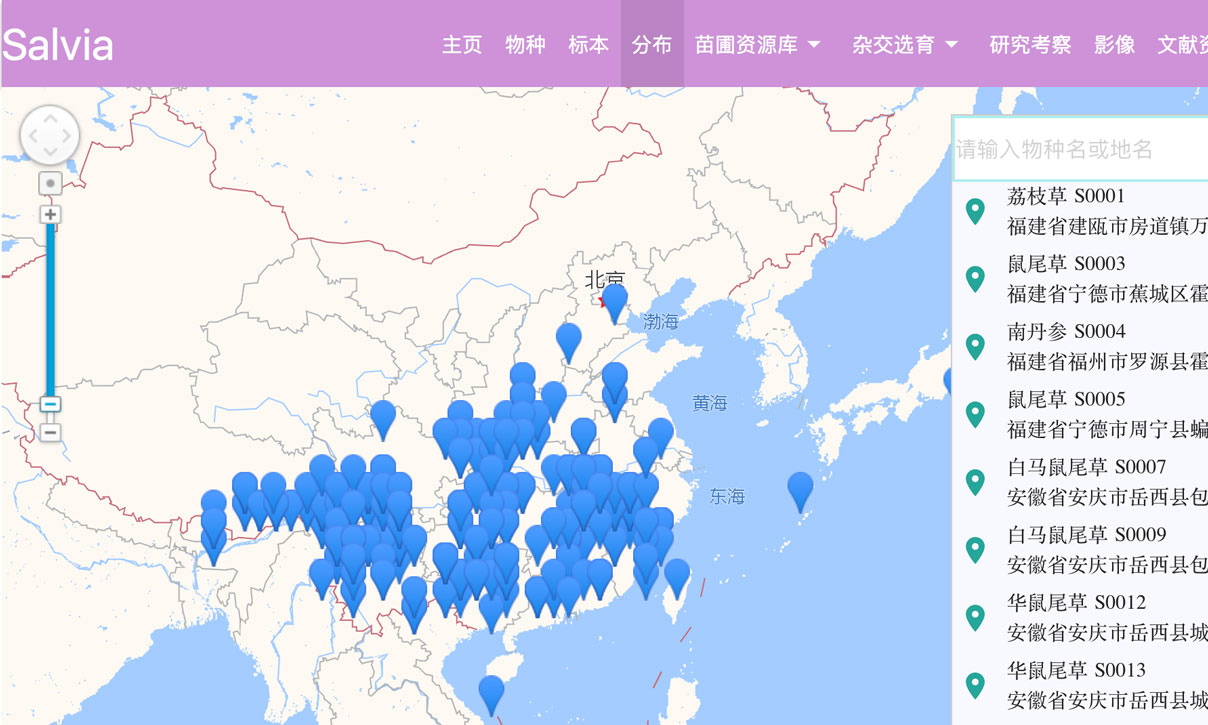 Salvia
主页 物种 标本 分布 苗圃资源库 杂交选育 研究考察 影像 文献
请输入物种名或地名
北京
渤海
黄海
东海
荔枝草 S0001
福建省建瓯市房道镇万
鼠尾草 S0003
福建省宁德市蕉城区霍
南丹参 S0004
福建省福州市罗源县霍
鼠尾草 S0005
福建省宁德市周宁县蝙
白马鼠尾草 S0007
安徽省安庆市岳西县包
白马鼠尾草 S0009
安徽省安庆市岳西县包
华鼠尾草 S0012
安徽省安庆市岳西县城
华鼠尾草 S0013
安徽省安庆市岳西县城